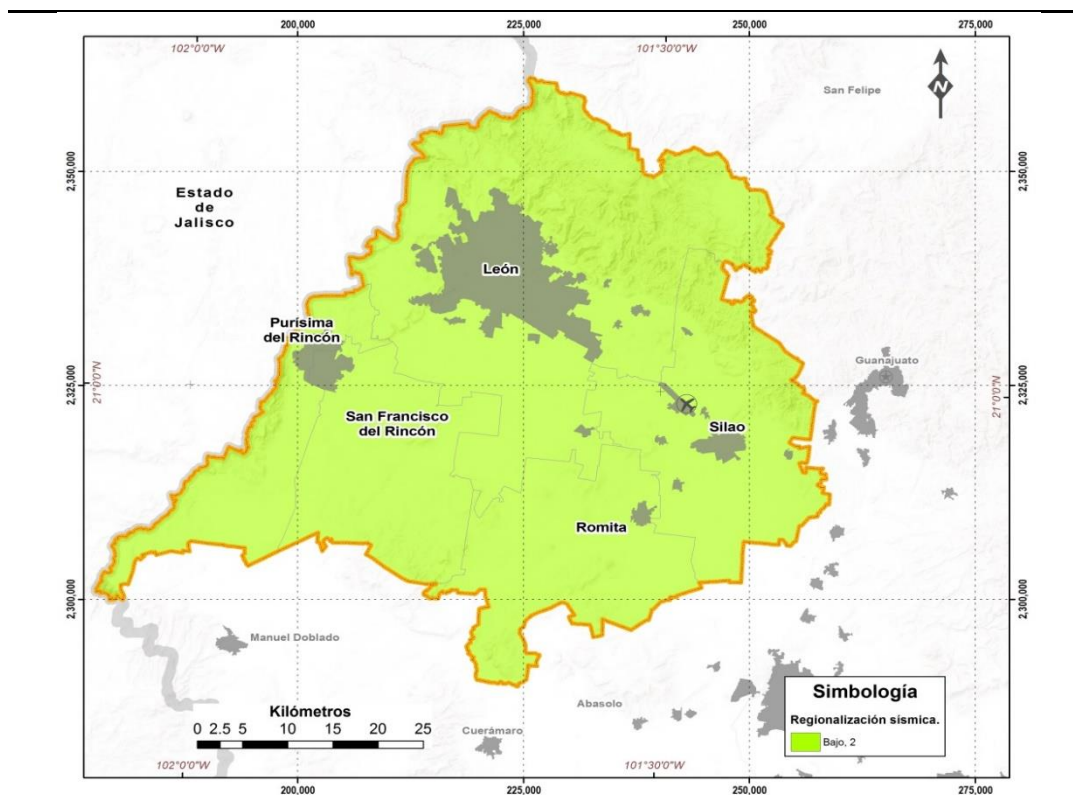 200,000
225,000
250,000
275,000
102°0'0"W
101°30'0"W
N
San Felipe
2,350,000
2,350,000
Estado
de
Jalisco
León
Purísima
del Rincón
Guanajuato
2,325,000
21°0'0"N
2,325,000
21°0'0"N
San Francisco
del Rincón
Silao
Romita
2,300,000
2,300,000
Manuel Doblado
Abasolo
Cuerámaro
Kilómetros
0 2.5 5 10 15 20 25
Simbología
Regionalización sísmica.
Bajo, 2
102°0'0"W
101°30'0"W
200,000
225,000
250,000
275,000